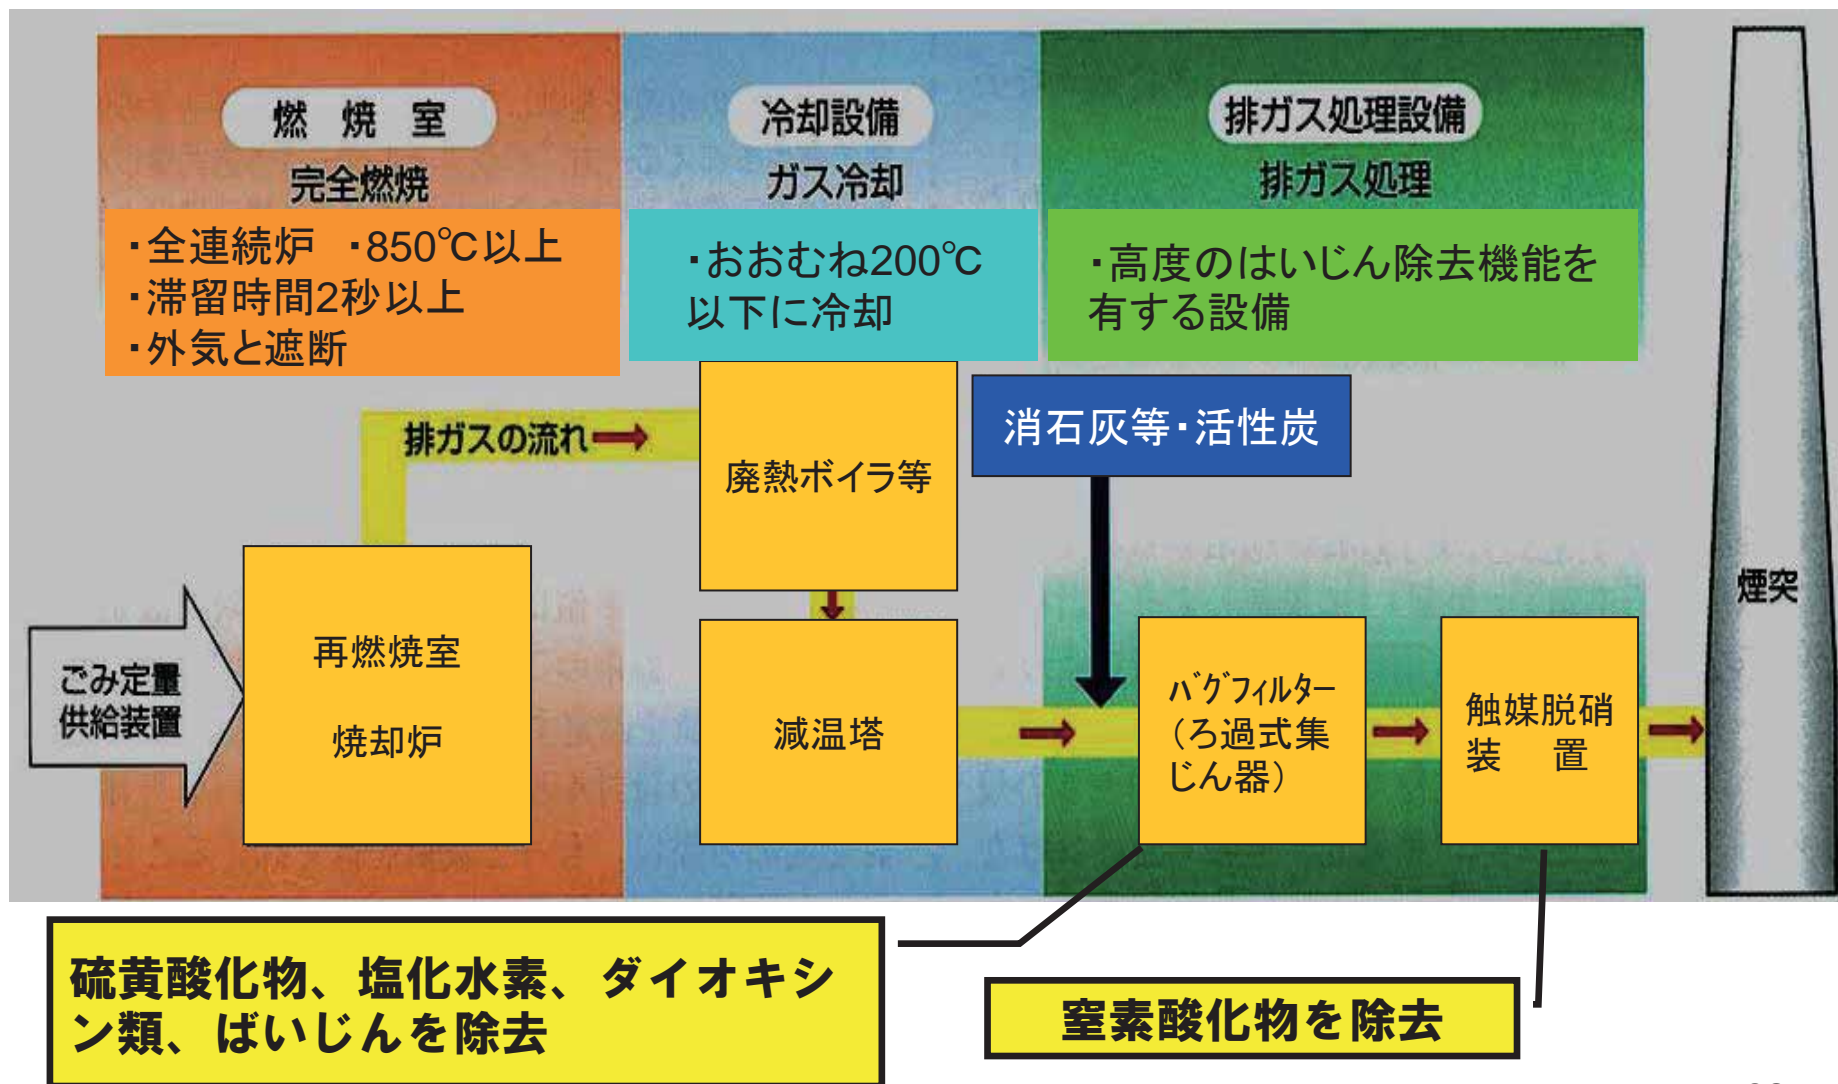 燃 焼 室
完全燃焼
・全連続炉 ・850℃以上
・滞留時間2秒以上
・外気と遮断
冷却設備
ガス冷却
・おおむね200℃
以下に冷却
排ガス処理設備
排ガス処理
・高度のはいじん除去機能を
有する設備
排ガスの流れ
廃熱ボイラ等
消石灰等・活性炭
ごみ定量
供給装置
再燃焼室
焼却炉
減温塔
ﾊﾞｸﾞﾌｨﾙﾀｰ
（ろ過式集
じん器）
触媒脱硝
装 置
煙突
硫黄酸化物、塩化水素、ダイオキシ
ン類、ばいじんを除去
窒素酸化物を除去